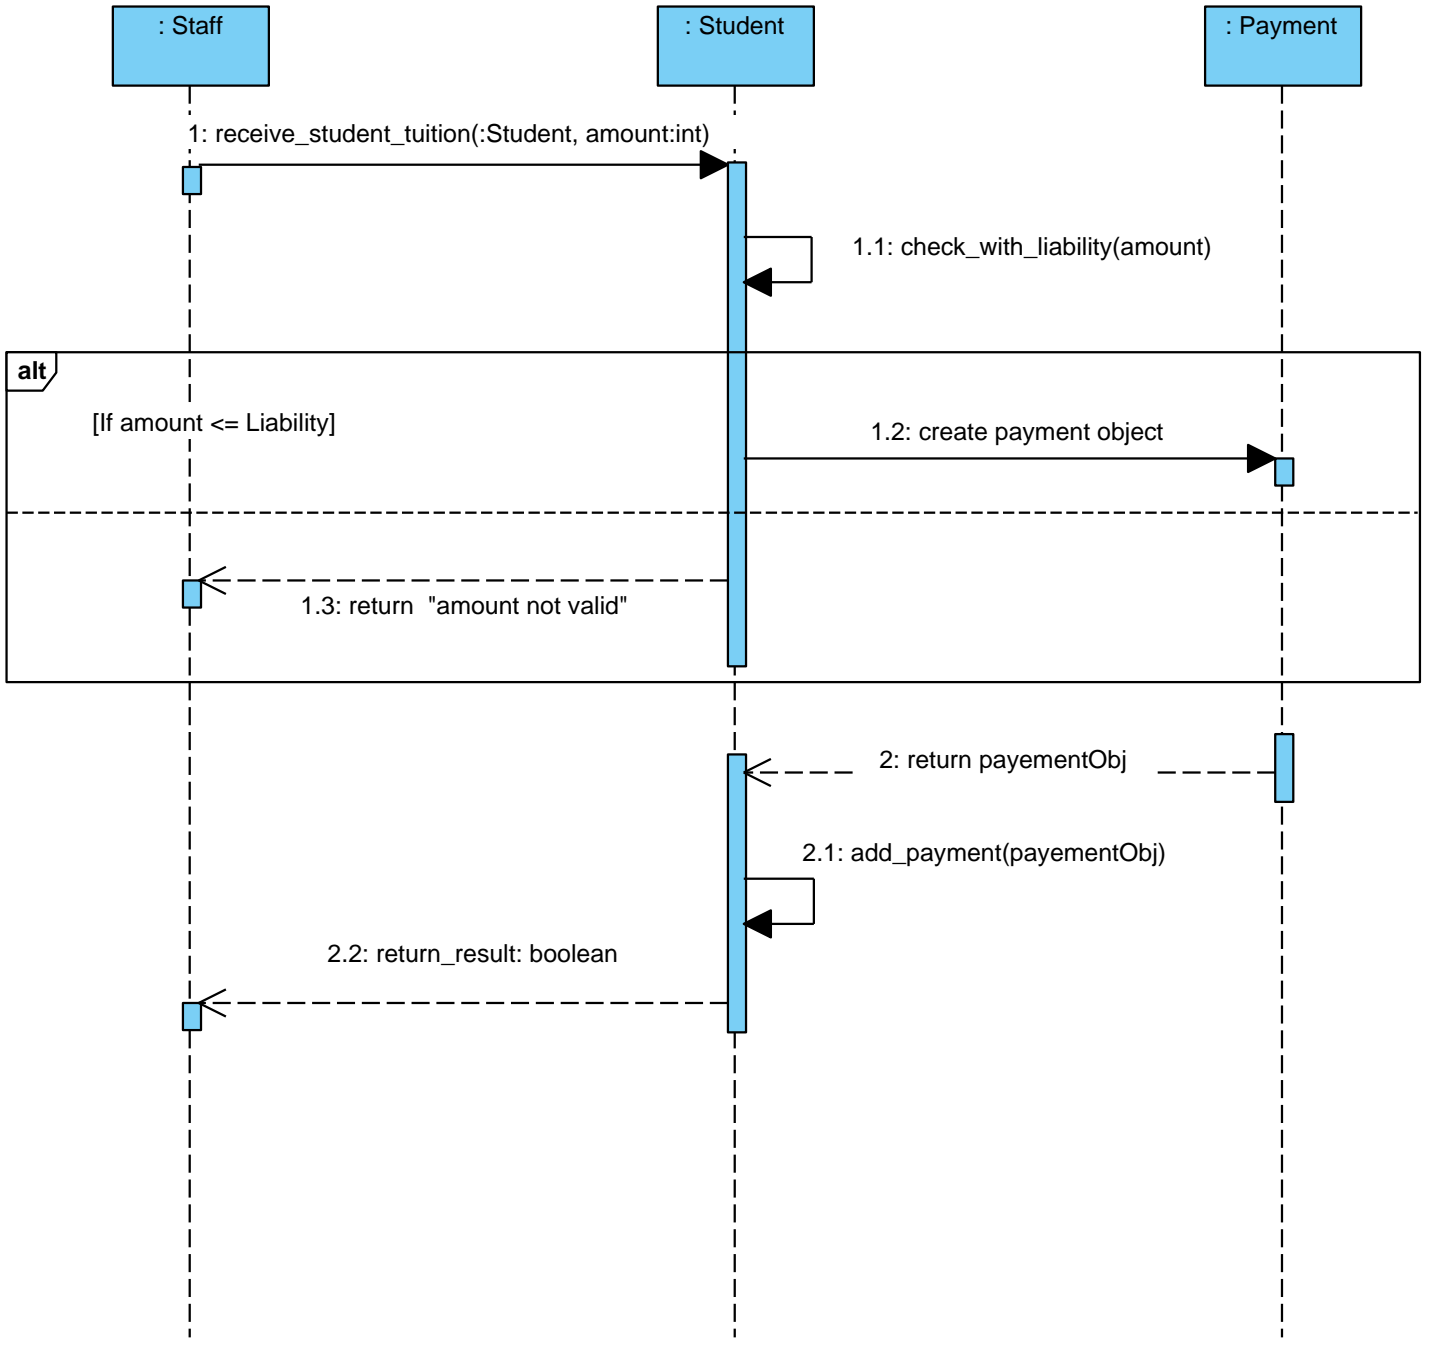 : Staff
: Student
: Payment
1: receive_student_tuition(:Student, amount:int)
1.1: check_with_liability(amount)
alt
[If amount <= Liability]
1.2: create payment object
1.3: return  "amount not valid"
2: return payementObj
2.1: add_payment(payementObj)
2.2: return_result: boolean